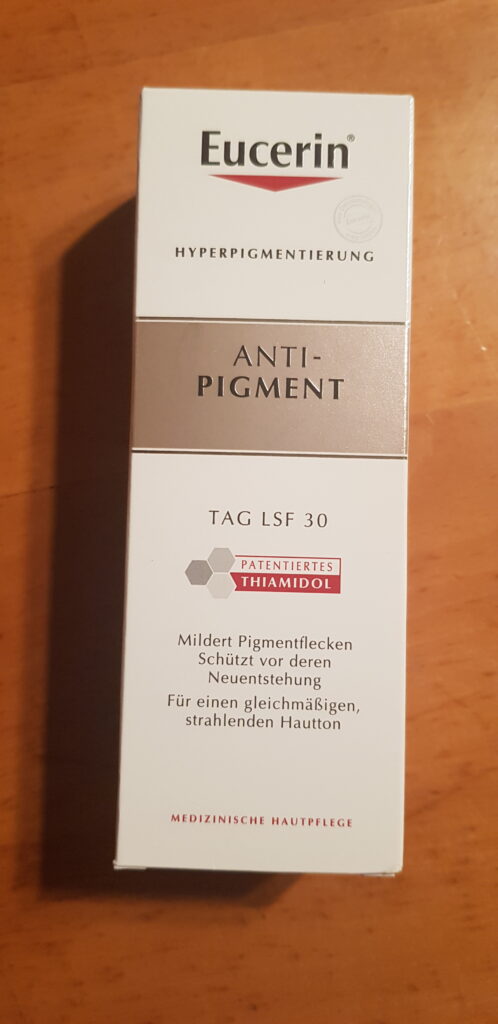 Eucerin®
HYPERPIGMENTIERUNG
ANTI-
PIGMENT
TAG LSF 30
PATENTIERTES
THIAMIDOL
Mildert Pigmentflecken
Schützt vor deren
Neuentstehung
Für einen gleichmäßigen,
strahlenden Hautton
MEDIZINISCHE HAUTPFLEGE